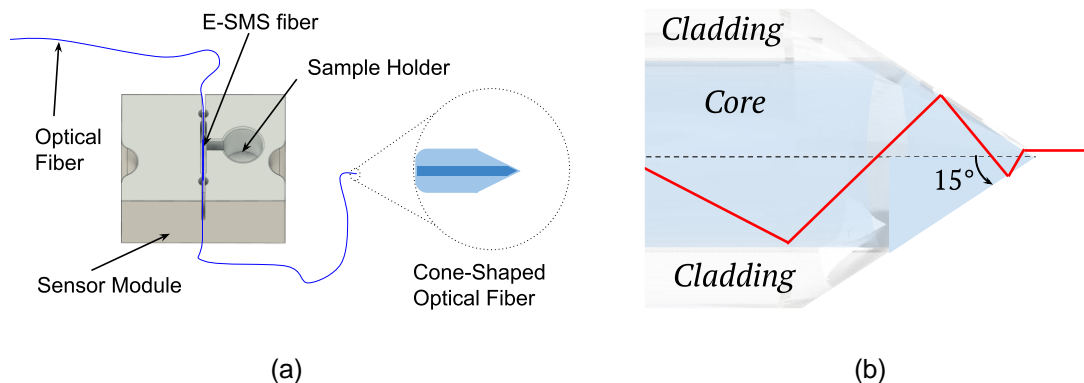 E-SMS fiber
Sample Holder
Optical
Fiber
Sensor Module
Cone-Shaped
Optical Fiber
(a)
Cladding
Core
15°
Cladding
(b)